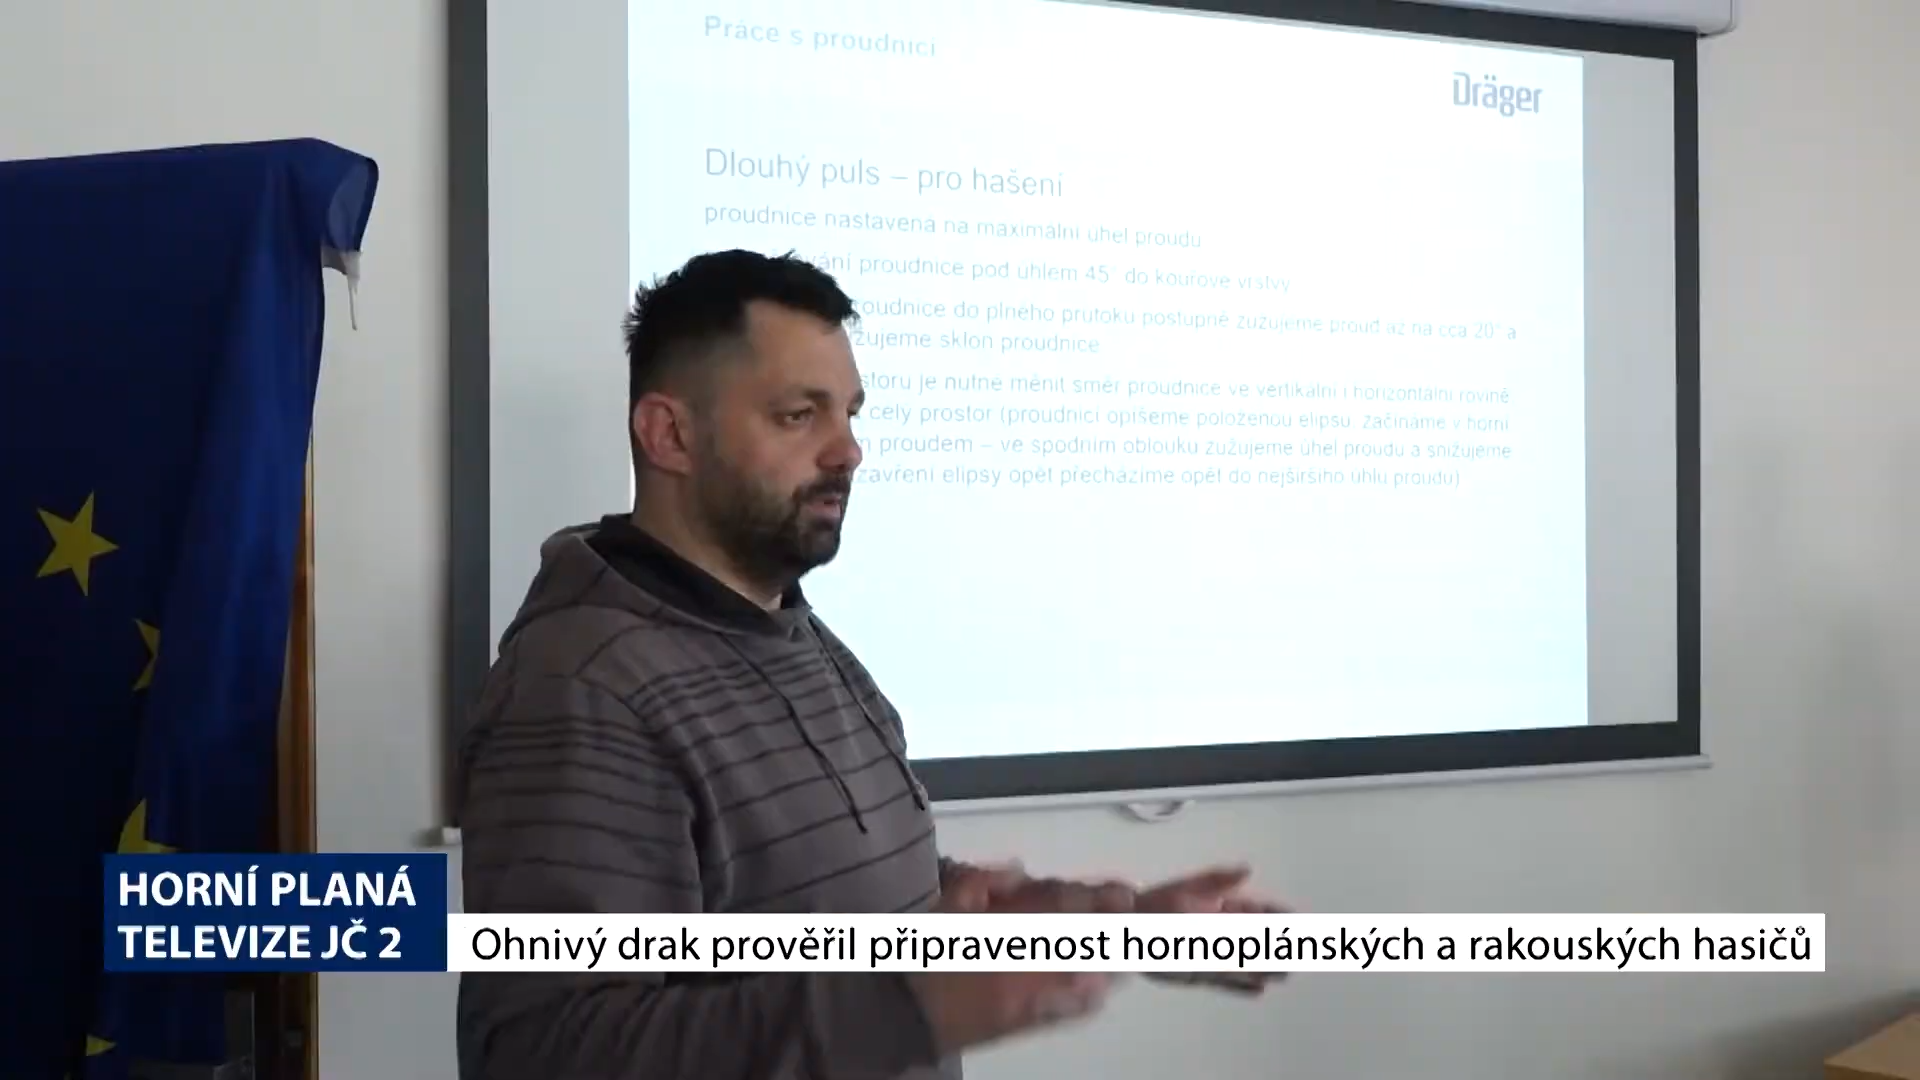 Práce s proudnicí
Dräger
Dlouhý puls – pro hašení
proudnice nastavena na maximální úhel proudu
proudnice pod úhlem 45° do kouřové vrstvy
proudnice do plného průtoku postupně zužujeme proud až na cca 20° a
sklon proudnice
je nutné měnit směr proudnice ve vertikální i horizontální rovině
celý prostor (proudnicí opíšeme položenou elipsu, začínáme v horní
proudem – ve spodním oblouku zužujeme úhel proudu a snižujeme
elipsy opět přecházíme opět do nejširšího úhlu proudu)
HORNÍ PLANÁ
TELEVIZE JČ 2
Ohnivý drak prověřil připravenost hornoplánských a rakouských hasičů